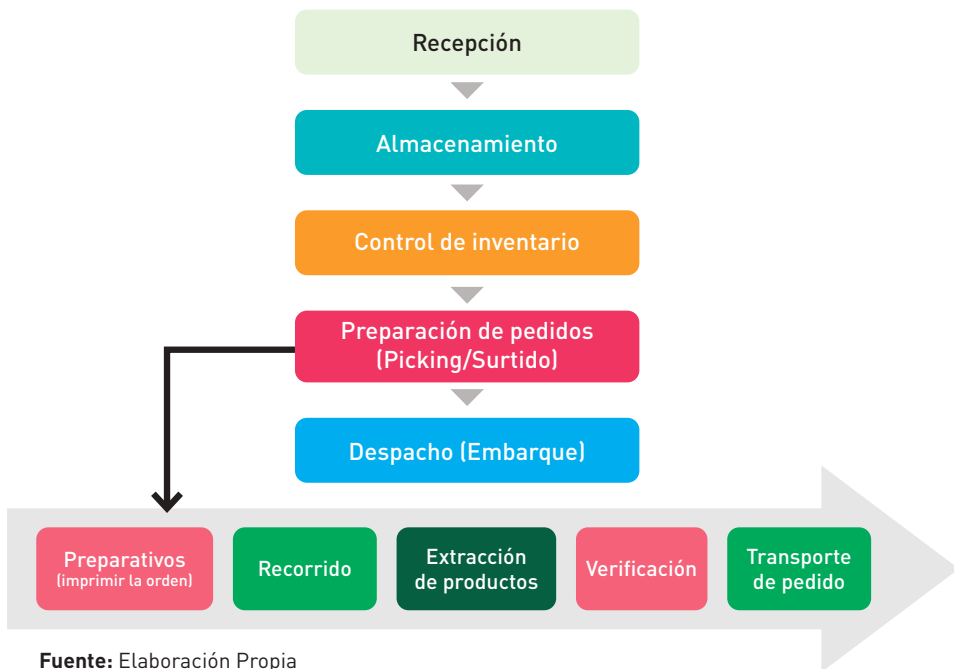 Recepción
Almacenamiento
Control de inventario
Preparación de pedidos
(Picking/Surtido)
Despacho (Embarque)
Preparativos
(imprimir la orden)
Recorrido
Extracción
de productos
Verificación
Transporte
de pedido
Fuente: Elaboración Propia